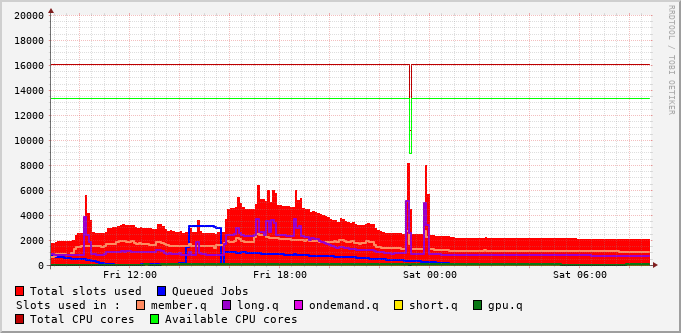 20000
18000
16000
14000
12000
10000
8000
6000
4000
2000
0
Fri 12:00 Fri 18:00 Sat 00:00 Sat 06:00
RRDTOOL / TOBI OETIKER
Total slots used Queued Jobs
Slots used in : member.q long.q ondemand.q short.q gpu.q
Total CPU cores Available CPU cores